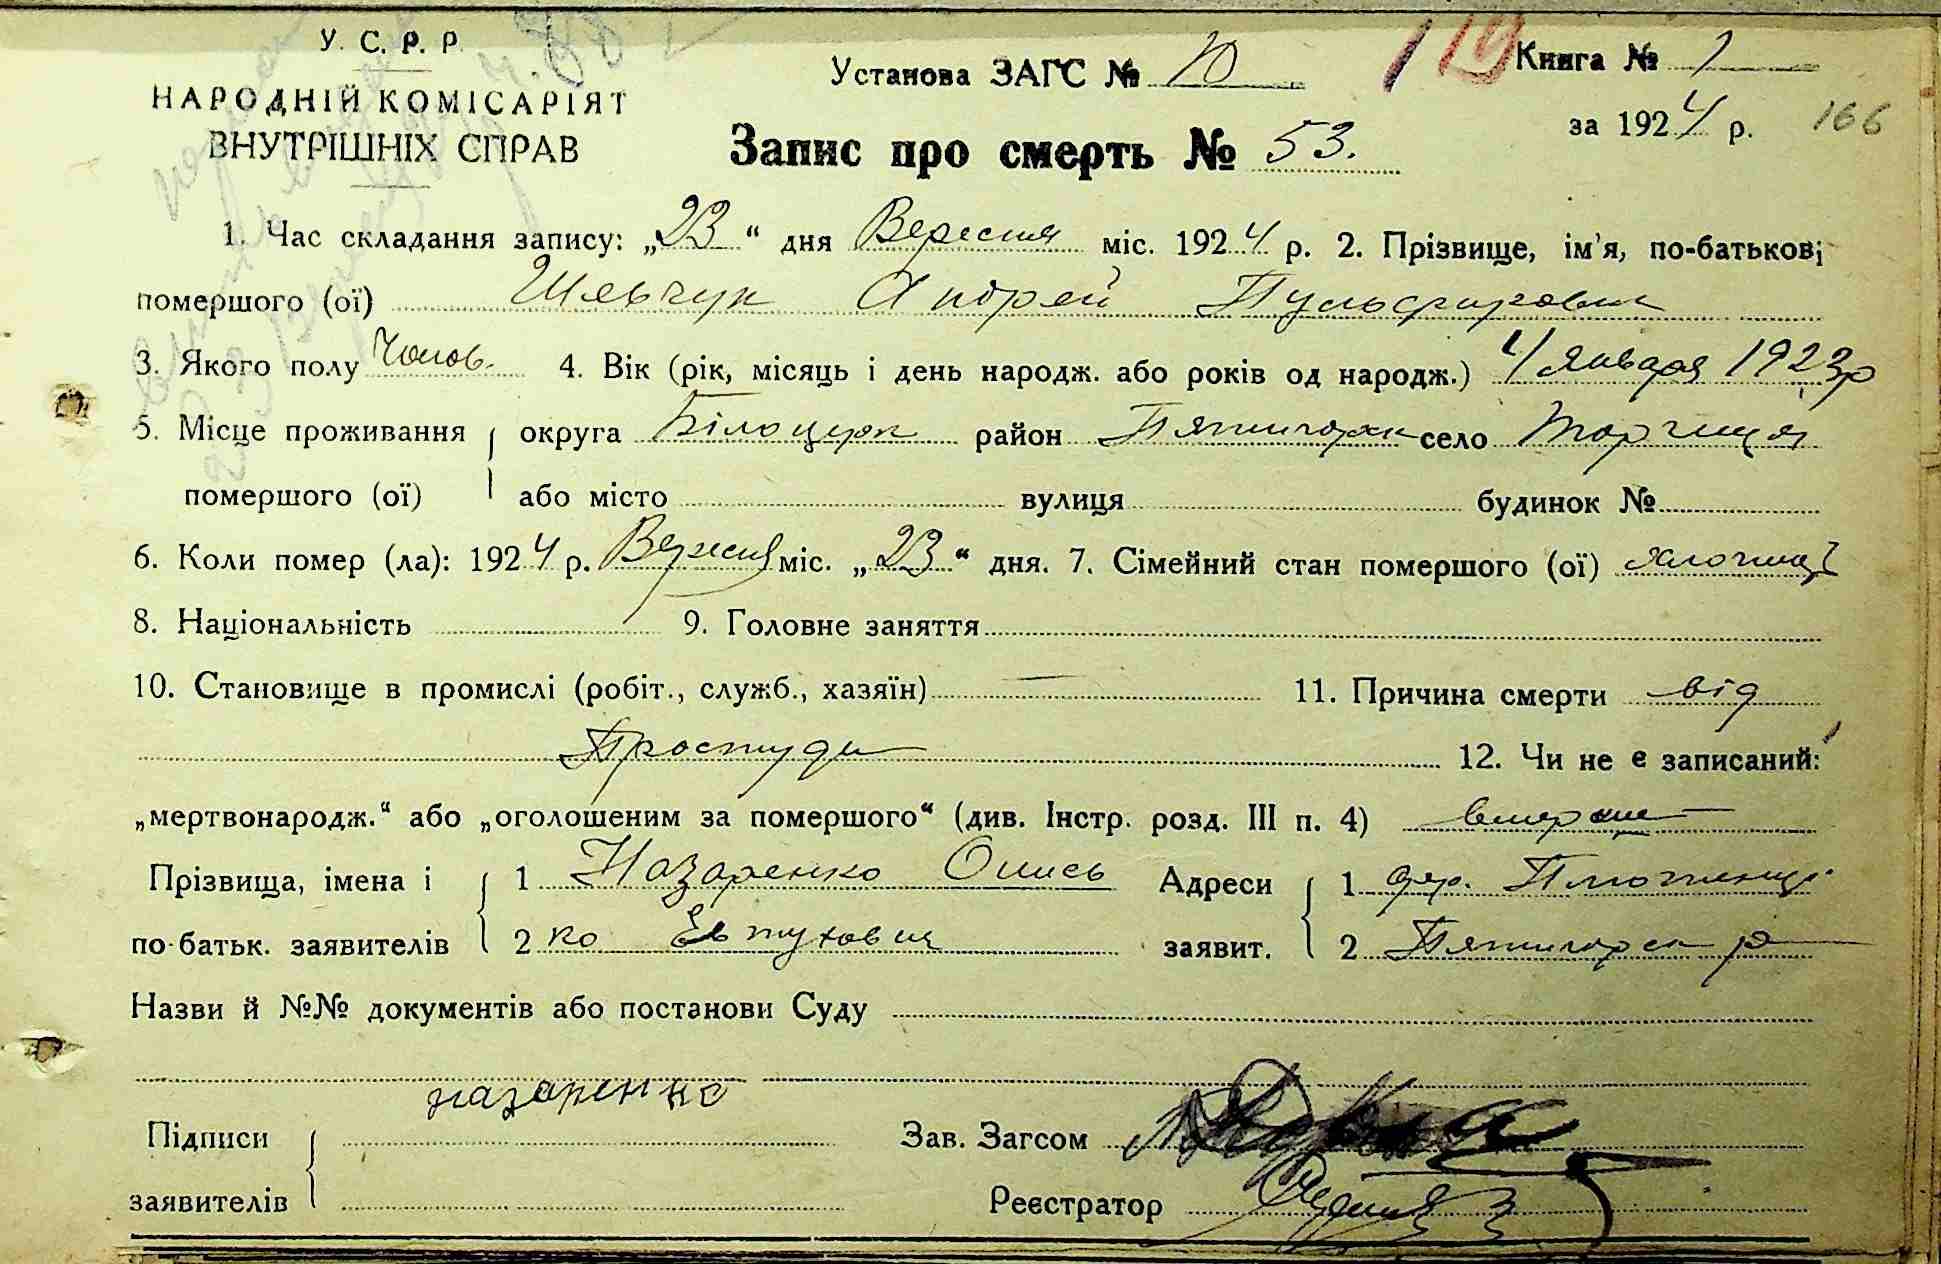 У. С. Р. Р.
НАРОДНІЙ КОМІСАРІЯТ
ВНУТРІШНІХ СПРАВ
Установа ЗАГС № 10
119
Книга № 1
за 1924 р.
166
Запис про смерть № 53.
1. Час складання запису: „23“ дня Вересня міс. 1924 р. 2. Прізвище, ім'я, по-батькові
помершого (ої) Андрей
3. Якого полу Чолов. 4. Вік (рік, місяць і день народж. або років од народж.) 4 января 1923 р
5. Місце проживання округа Білоцерк район Пятигорск село Торчиця
помершого (ої) або місто вулиця будинок №
6. Коли помер (ла): 1924 р. Вересня міс. „23“ дня. 7. Сімейний стан помершого (ої)
8. Національність 9. Головне заняття
10. Становище в промислі (робіт., служб., хазяїн) — 11. Причина смерти від
Простуди 12. Чи не є записаний:
„мертвонародж.“ або „оголошеним за помершого“ (див. Інстр. розд. III п. 4)
Прізвища, імена і 1 Назаренко Адреси 1
по-батьк. заявителів 2 ко Євтухович заявит. 2 Пятигорск р
Назви й №№ документів або постанови Суду
назаренко
Підписи Зав. Загсом
заявителів Реєстратор